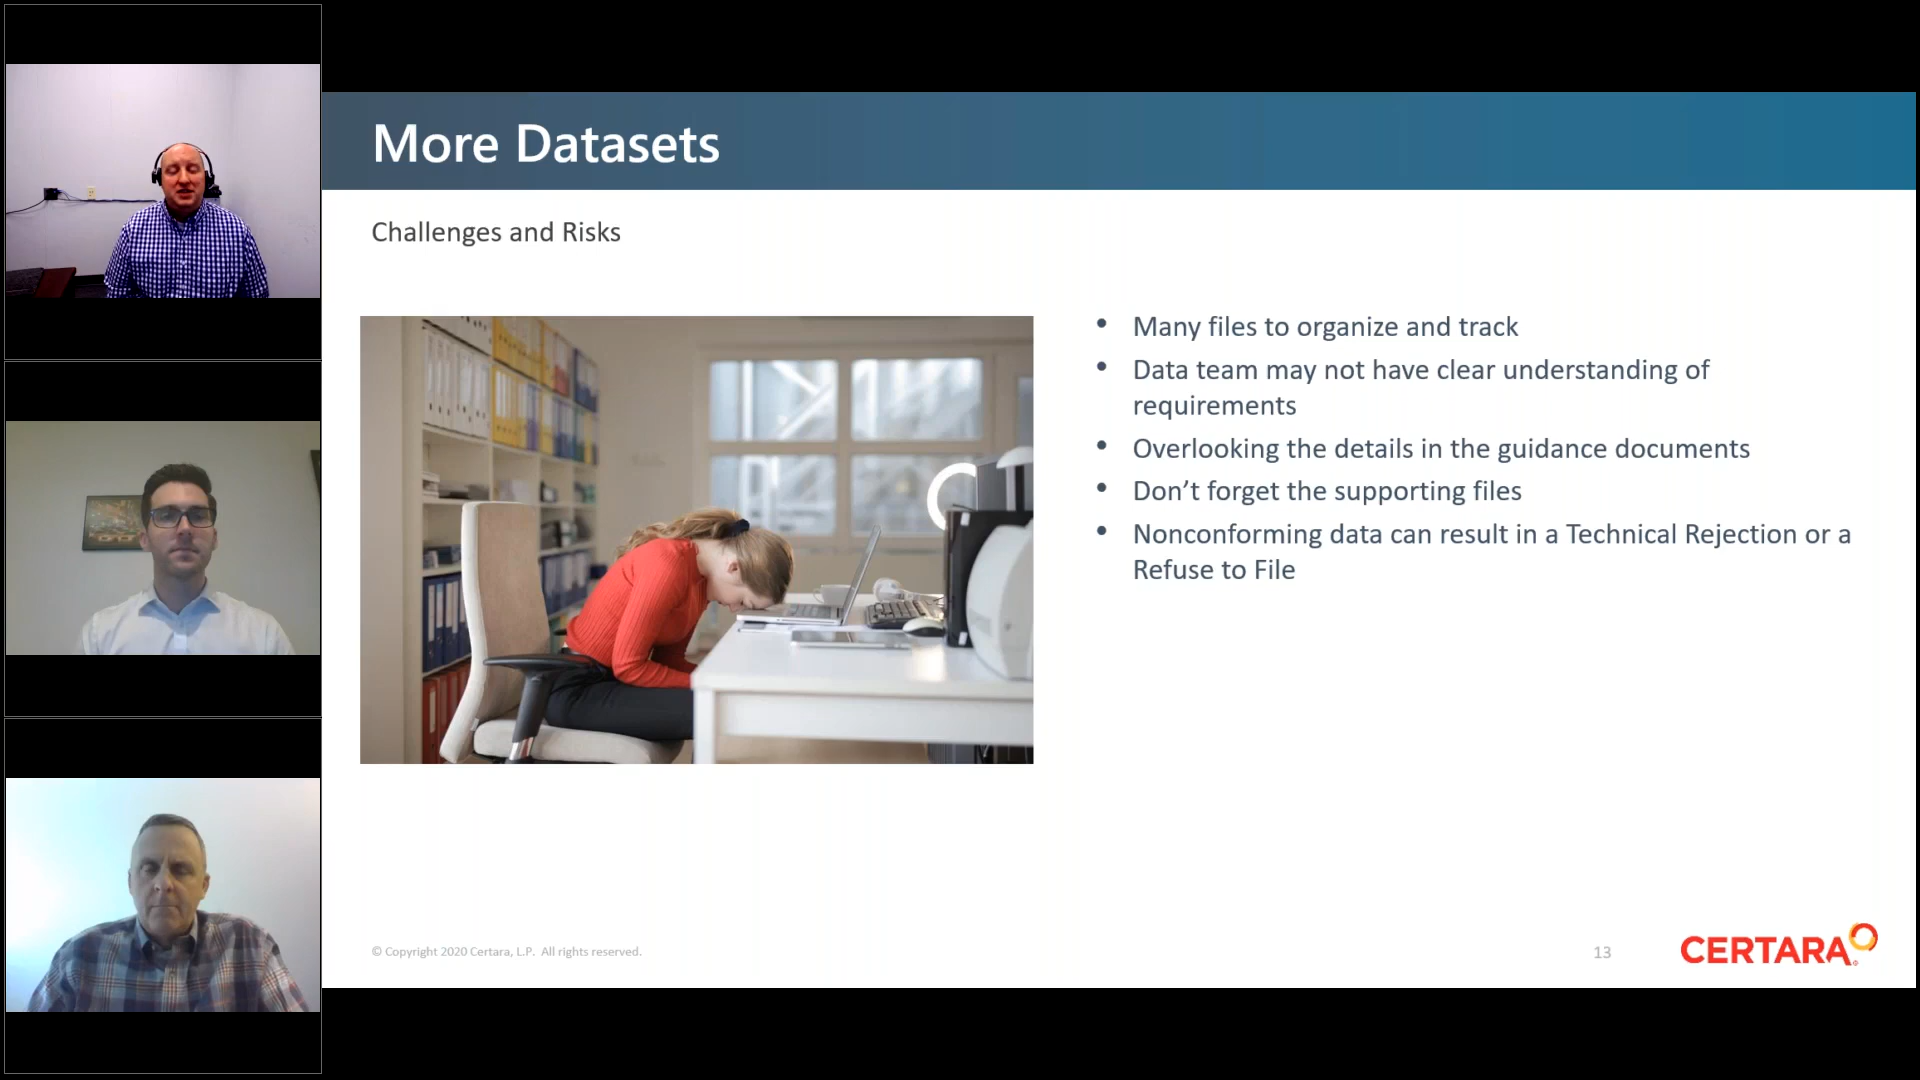 More Datasets
Challenges and Risks
• Many files to organize and track
• Data team may not have clear understanding of
requirements
• Overlooking the details in the guidance documents
• Don’t forget the supporting files
• Nonconforming data can result in a Technical Rejection or a
Refuse to File
© Copyright 2020 Certara, L.P. All rights reserved.
13
CERTARA